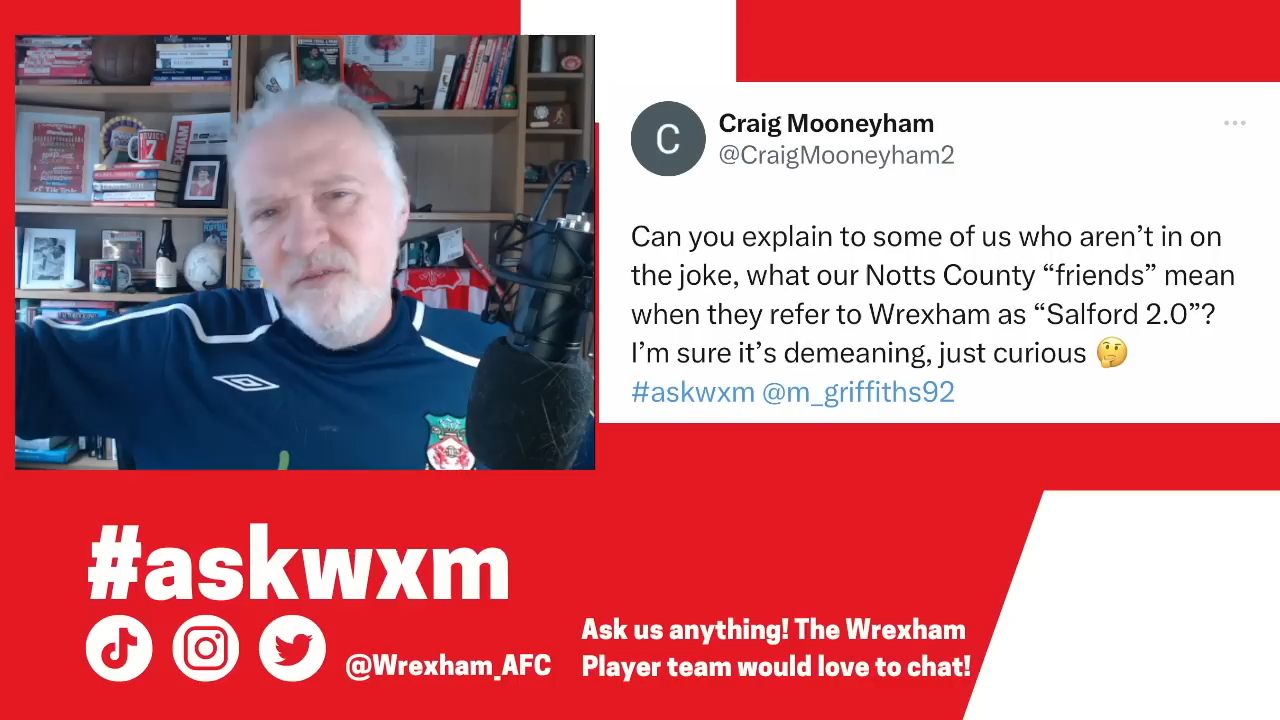 C
Craig Mooneyham
@CraigMooneyham2
Can you explain to some of us who aren’t in on
the joke, what our Notts County “friends” mean
when they refer to Wrexham as “Salford 2.0”?
I’m sure it’s demeaning, just curious 🤔
#askwxm @m_griffiths92
#askwxm
@Wrexham_AFC
Ask us anything! The Wrexham
Player team would love to chat!